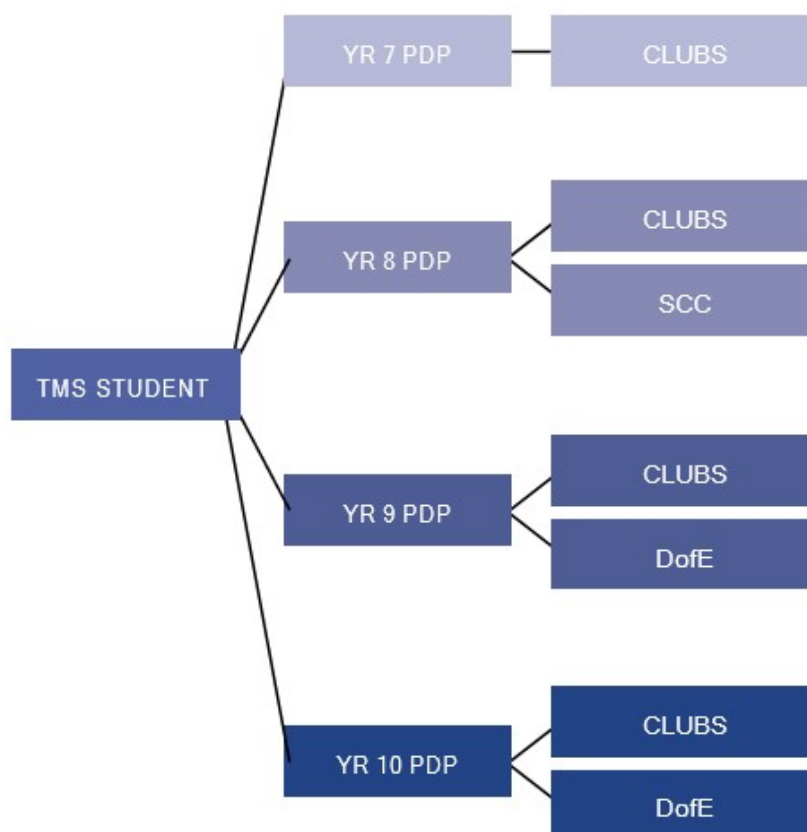 YR 7 PDP
CLUBS
YR 8 PDP
CLUBS
SCC
TMS STUDENT
YR 9 PDP
CLUBS
DofE
YR 10 PDP
CLUBS
DofE